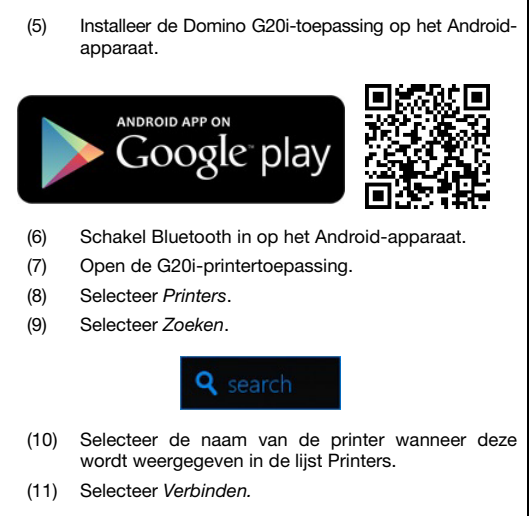 (5) Installeer de Domino G20i-toepassing op het Android-
apparaat.
ANDROID APP ON
Google play
(6) Schakel Bluetooth in op het Android-apparaat.
(7) Open de G20i-printertoepassing.
(8) Selecteer Printers.
(9) Selecteer Zoeken.
search
(10) Selecteer de naam van de printer wanneer deze
wordt weergegeven in de lijst Printers.
(11) Selecteer Verbinden.